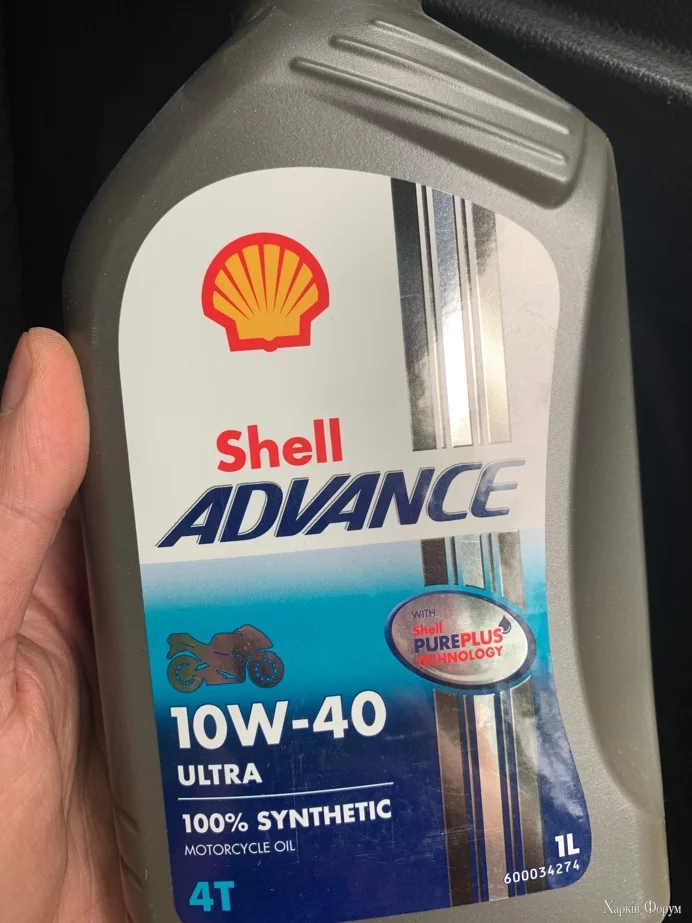 Shell
ADVANCE
WITH
Shell
PUREPLUS
TECHNOLOGY
10W-40
ULTRA
100% SYNTHETIC
MOTORCYCLE OIL
4T
1L
600034274
Харків Форум